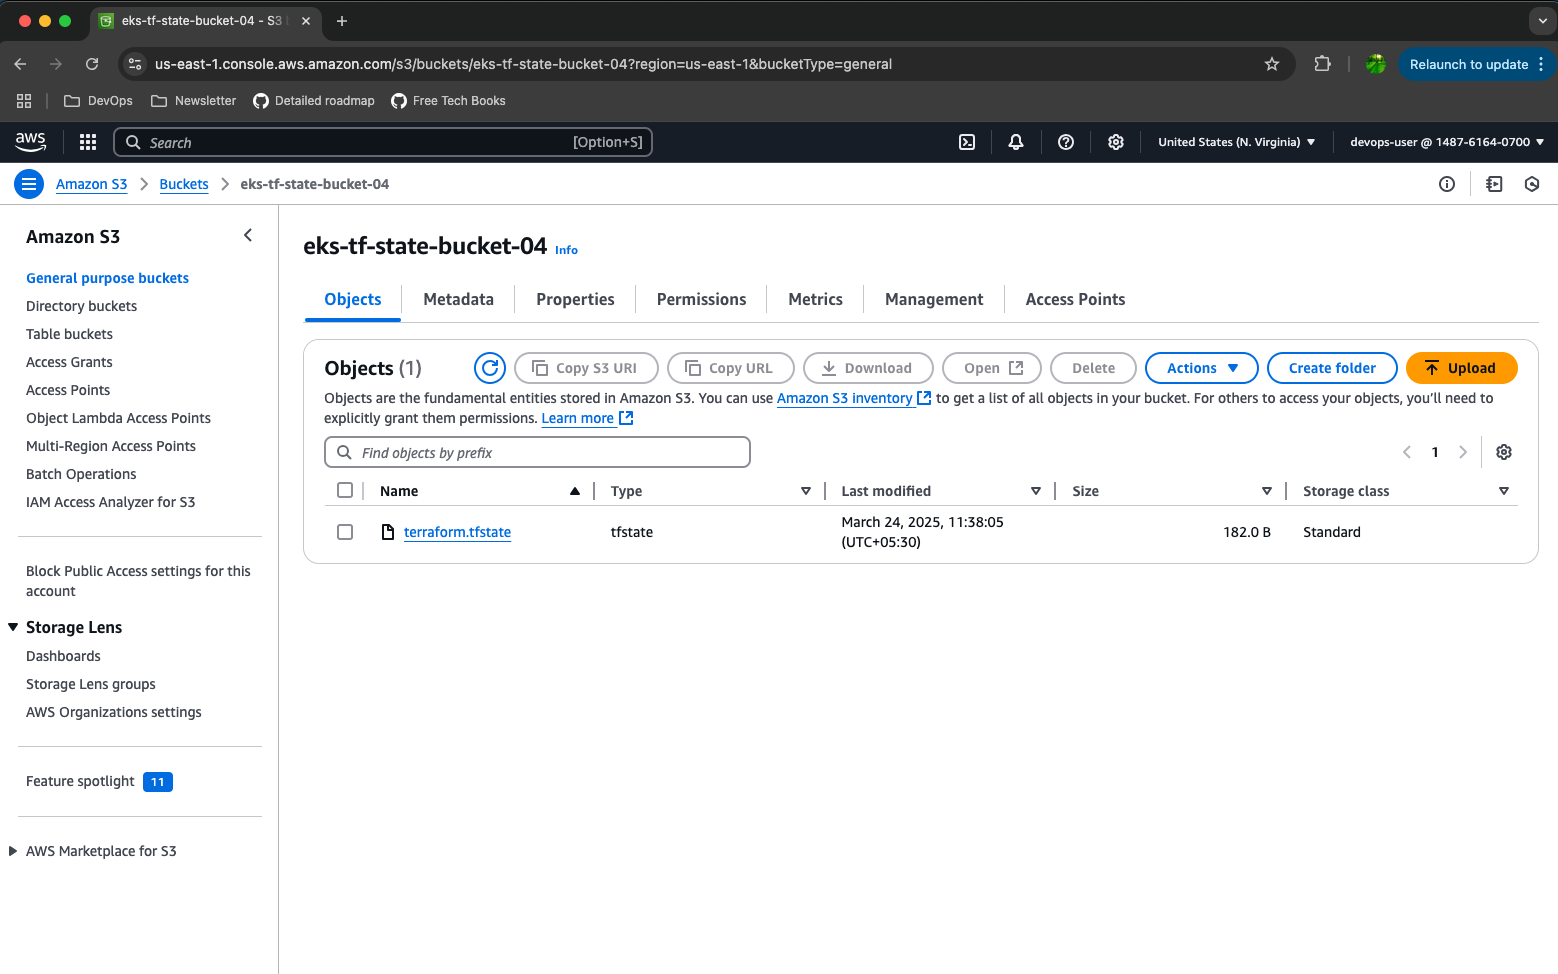 eks-tf-state-bucket-04 - S3
us-east-1.console.aws.amazon.com/s3/buckets/eks-tf-state-bucket-04?region=us-east-1&bucketType=general
Relaunch to update
DevOps
Newsletter
Detailed roadmap
Free Tech Books
aws
Search
[Option+S]
United States (N. Virginia)
devops-user @ 1487-6164-0700
Amazon S3
Buckets
eks-tf-state-bucket-04
Amazon S3
General purpose buckets
Directory buckets
Table buckets
Access Grants
Access Points
Object Lambda Access Points
Multi-Region Access Points
Batch Operations
IAM Access Analyzer for S3
Block Public Access settings for this
account
Storage Lens
Dashboards
Storage Lens groups
AWS Organizations settings
Feature spotlight 11
AWS Marketplace for S3
eks-tf-state-bucket-04 Info
Objects
Metadata
Properties
Permissions
Metrics
Management
Access Points
Objects (1)
Copy S3 URI
Copy URL
Download
Open
Delete
Actions
Create folder
Upload
Objects are the fundamental entities stored in Amazon S3. You can use Amazon S3 inventory to get a list of all objects in your bucket. For others to access your objects, you’ll need to
explicitly grant them permissions. Learn more
Find objects by prefix
1
Name
Type
Last modified
Size
Storage class
terraform.tfstate
tfstate
March 24, 2025, 11:38:05
(UTC+05:30)
182.0 B
Standard